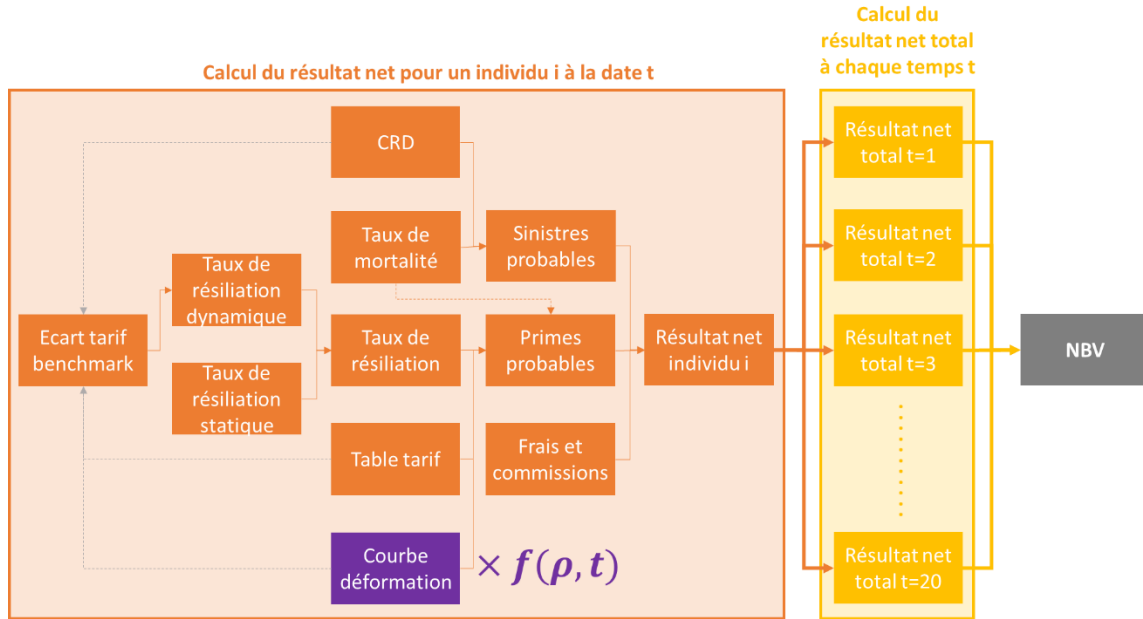 Calcul du résultat net pour un individu i à la date t
Calcul du
résultat net total
à chaque temps t
CRD
Taux de
mortalité
Sinistres
probables
Taux de
résiliation
dynamique
Ecart tarif
benchmark
Taux de
résiliation
statique
Taux de
résiliation
Primes
probables
Résultat net
individu i
Table tarif
Frais et
commissions
Courbe
déformation
× f(ρ, t)
Résultat net
total t=1
Résultat net
total t=2
Résultat net
total t=3
Résultat net
total t=20
NBV